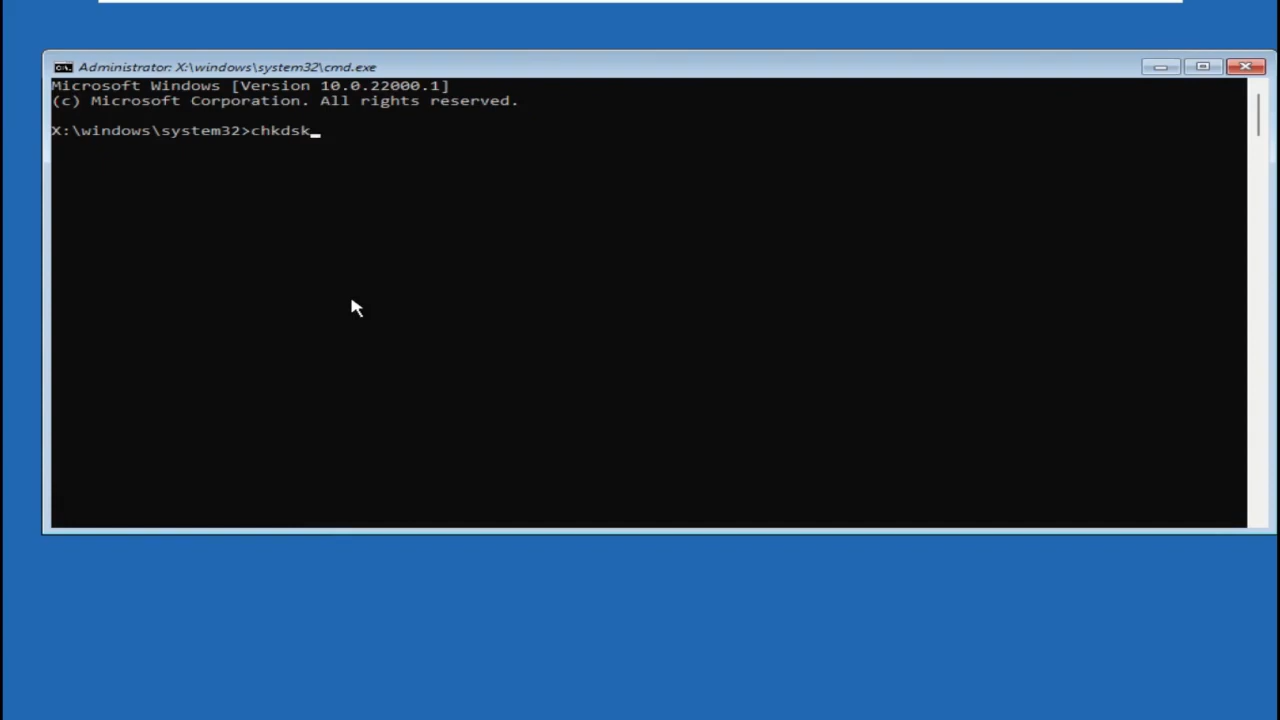 Administrator: X:\windows\system32\cmd.exe
Microsoft Windows [Version 10.0.22000.1]
(c) Microsoft Corporation. All rights reserved.
X:\windows\system32>chkdsk_